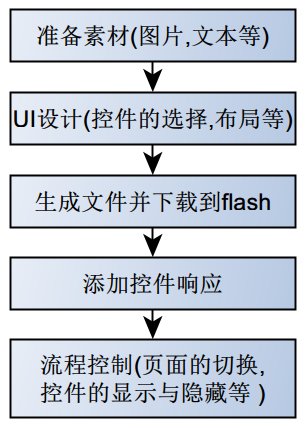 准备素材(图片,文本等)
UI设计(控件的选择,布局等)
生成文件并下载到flash
添加控件响应
流程控制(页面的切换,
控件的显示与隐藏等 )